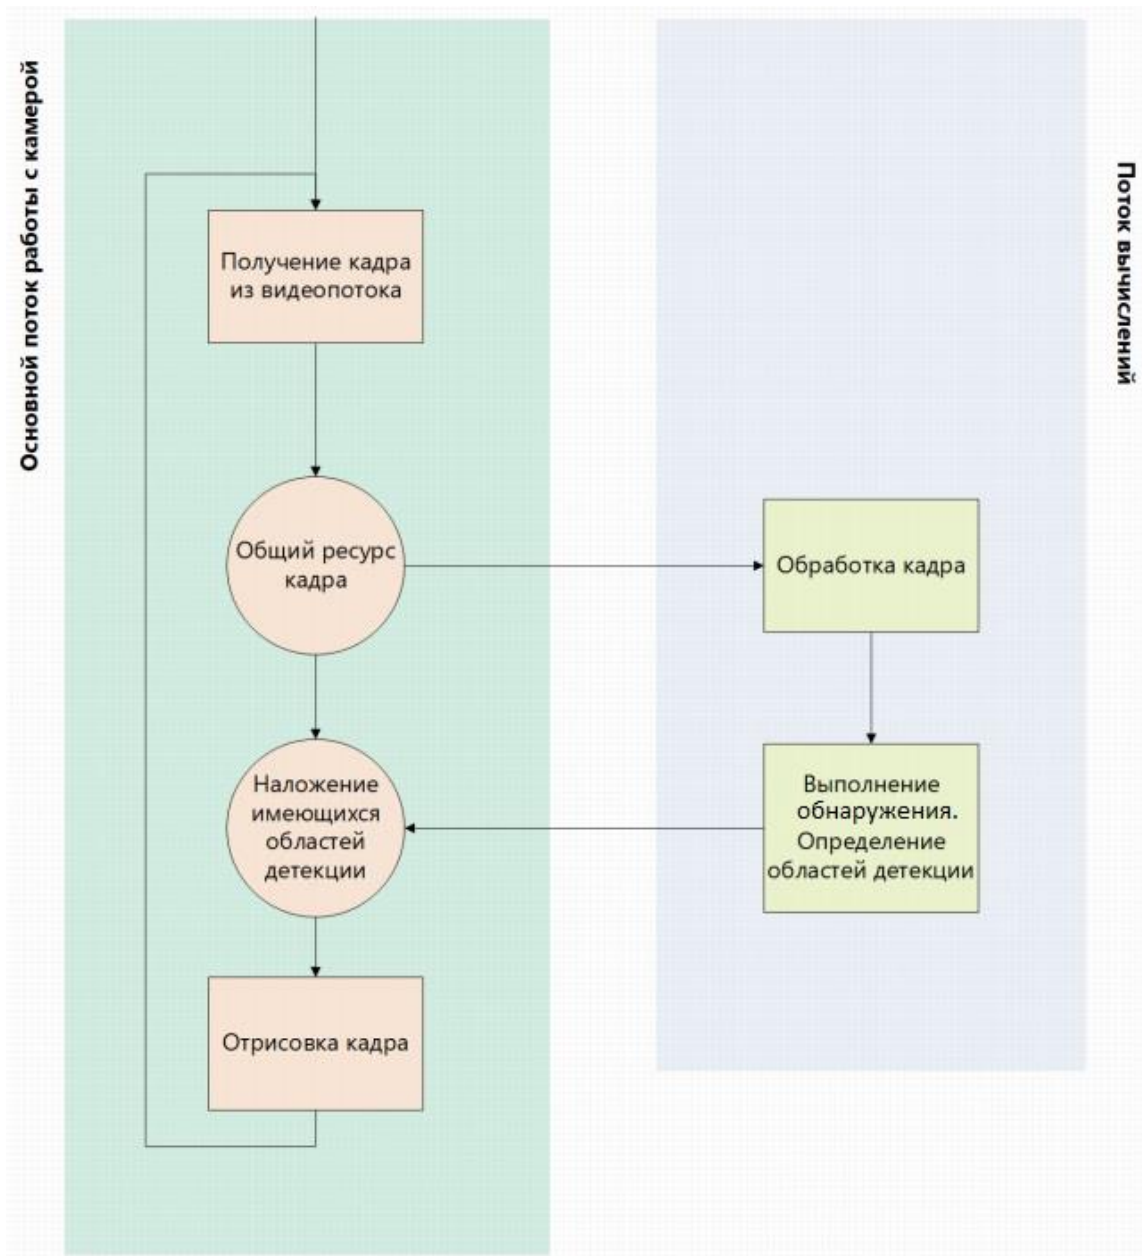 Основной поток работы с камерой
Получение кадра
из видеопотока
Общий ресурс
кадра
Наложение
имеющихся
областей
детекции
Отрисовка кадра
Поток вычислений
Обработка кадра
Выполнение
обнаружения.
Определение
областей детекции